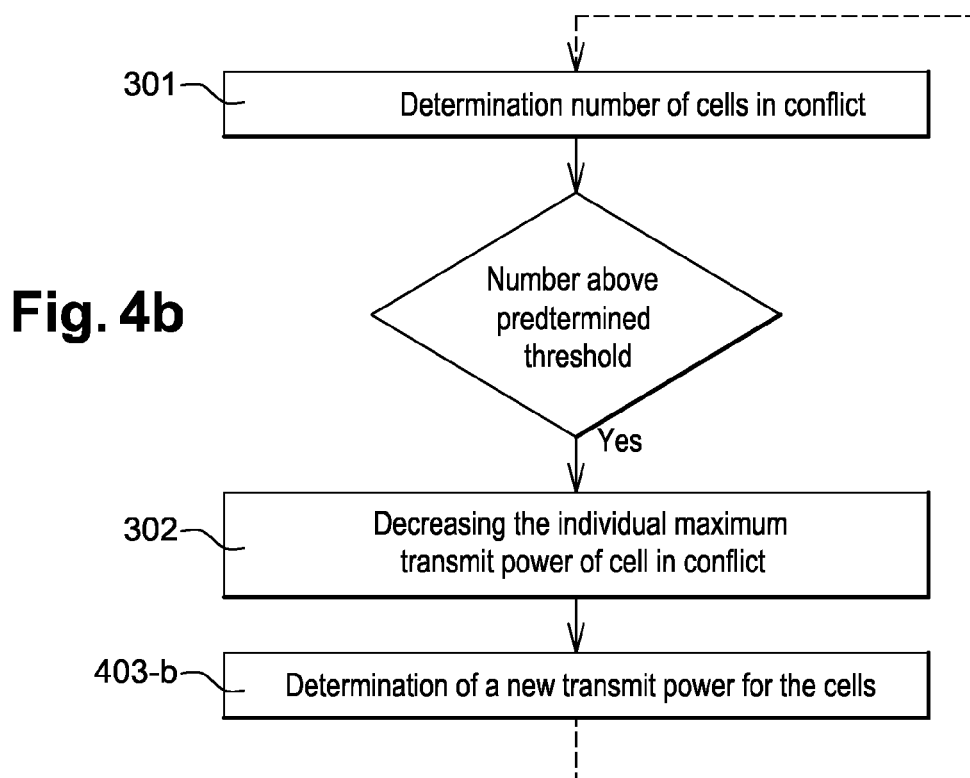 301
Determination number of cells in conflict
Fig. 4b
Number above
predtermined
threshold
Yes
302
Decreasing the individual maximum
transmit power of cell in conflict
403-b
Determination of a new transmit power for the cells